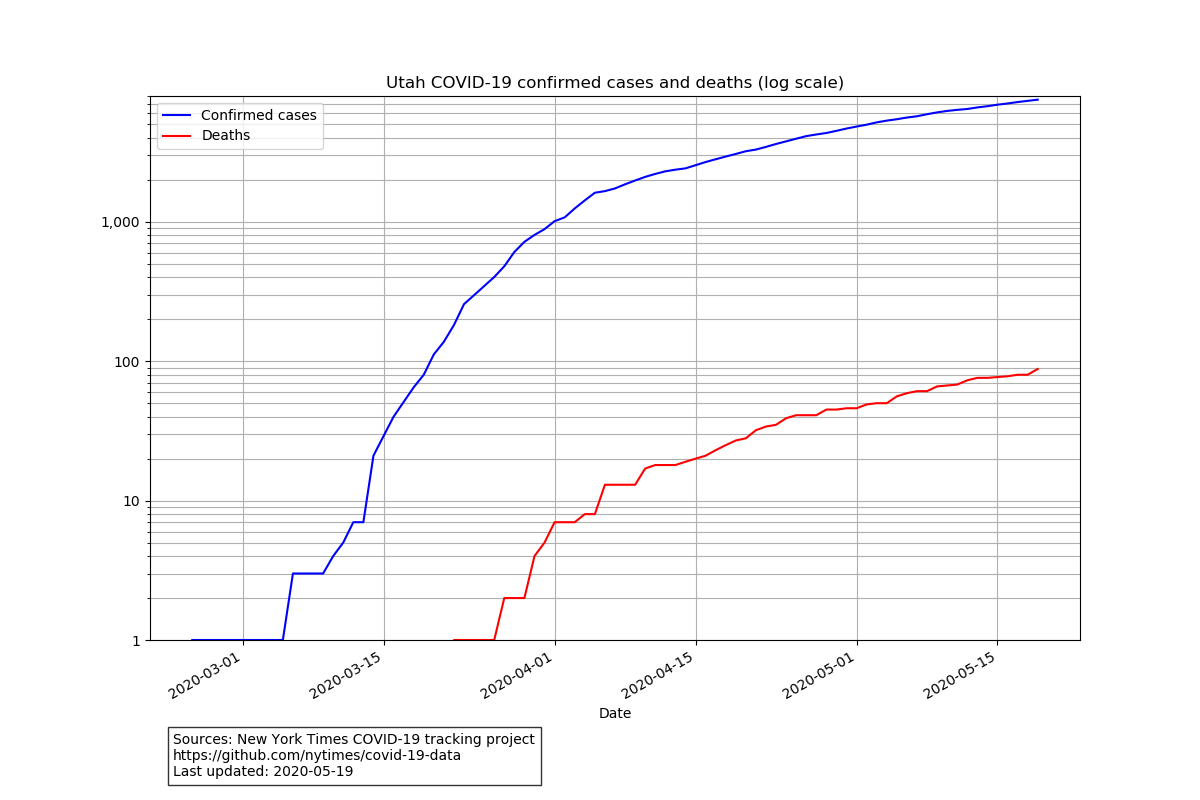 Utah COVID-19 confirmed cases and deaths (log scale)
Confirmed cases
Deaths
1,000
100
10
1
2020-03-01
2020-03-15
2020-04-01
2020-04-15
2020-05-01
2020-05-15
Date
Sources: New York Times COVID-19 tracking project
https://github.com/nytimes/covid-19-data
Last updated: 2020-05-19